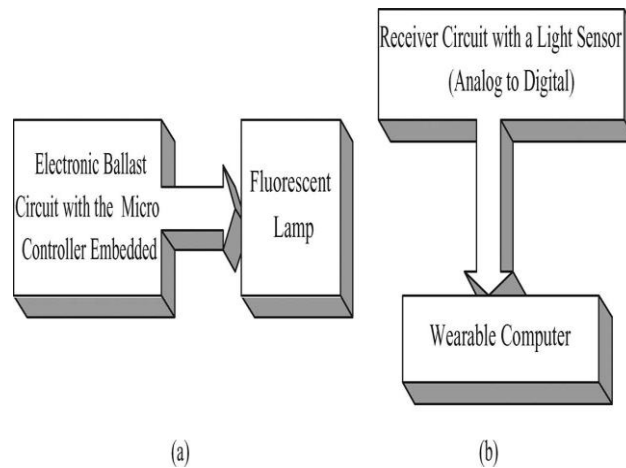 Electronic Ballast
Circuit with the Micro
Controller Embedded
Fluorescent
Lamp
(a)
Receiver Circuit with a Light Sensor
(Analog to Digital)
Wearable Computer
(b)